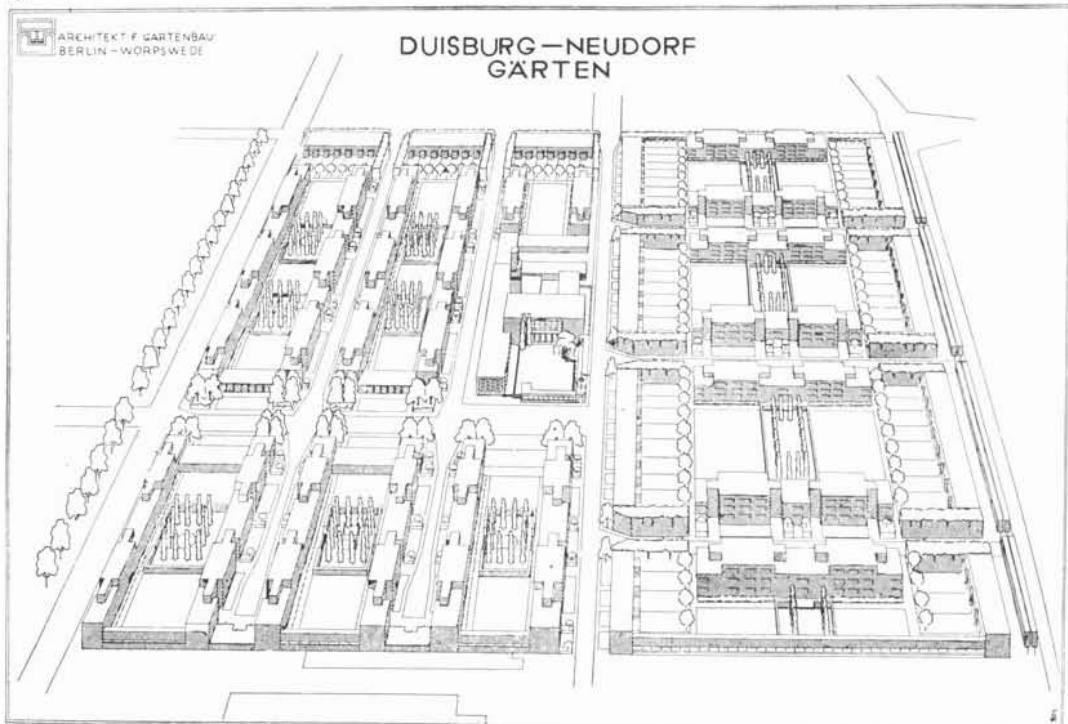 ARCHITEKT F. GARTENBAU:
BERLIN – WORPSWEDE
DUISBURG – NEUDORF
GÄRTEN